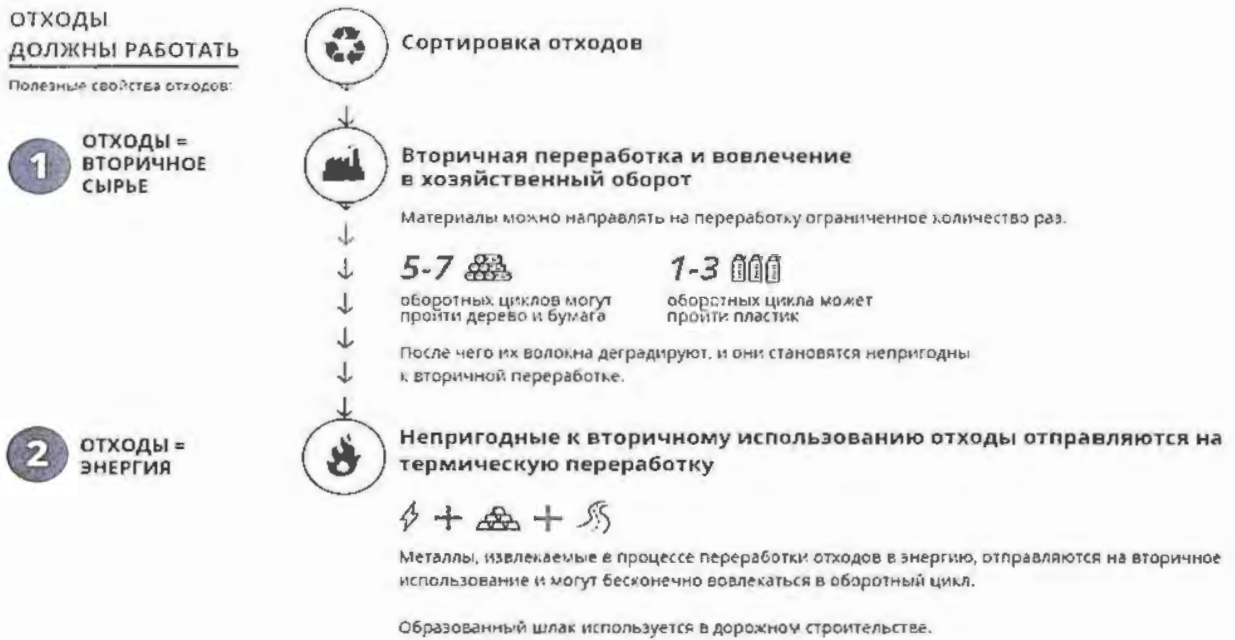 ОТХОДЫ
ДОЛЖНЫ РАБОТАТЬ
Полезные свойства отходов:
Сортировка отходов
1
ОТХОДЫ =
ВТОРИЧНОЕ
СЫРЬЕ
Вторичная переработка и вовлечение
в хозяйственный оборот
Материалы можно направлять на переработку ограниченное количество раз.
5-7
оборотных циклов могут
пройти дерево и бумага
1-3
оборотных цикла может
пройти пластик
После чего их волокна деградируют, и они становятся непригодны
к вторичной переработке.
2
ОТХОДЫ =
ЭНЕРГИЯ
Непригодные к вторичному использованию отходы отправляются на
термическую переработку
+ +
Металлы, извлекаемые в процессе переработки отходов в энергию, отправляются на вторичное
использование и могут бесконечно вовлекаться в оборотный цикл.
Образованный шлак используется в дорожном строительстве.